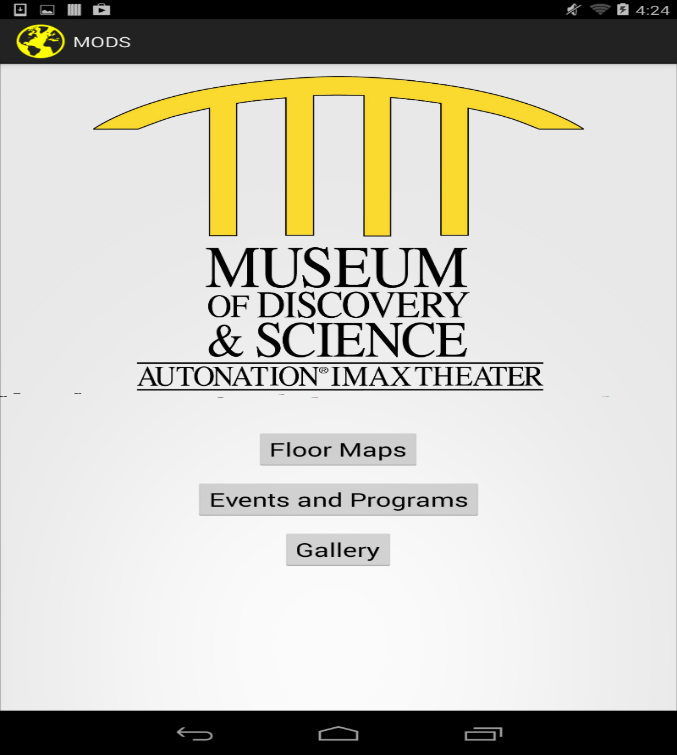 4:24
MODS
MUSEUM
OF DISCOVERY
& SCIENCE
AUTONATION® IMAX THEATER
Floor Maps
Events and Programs
Gallery